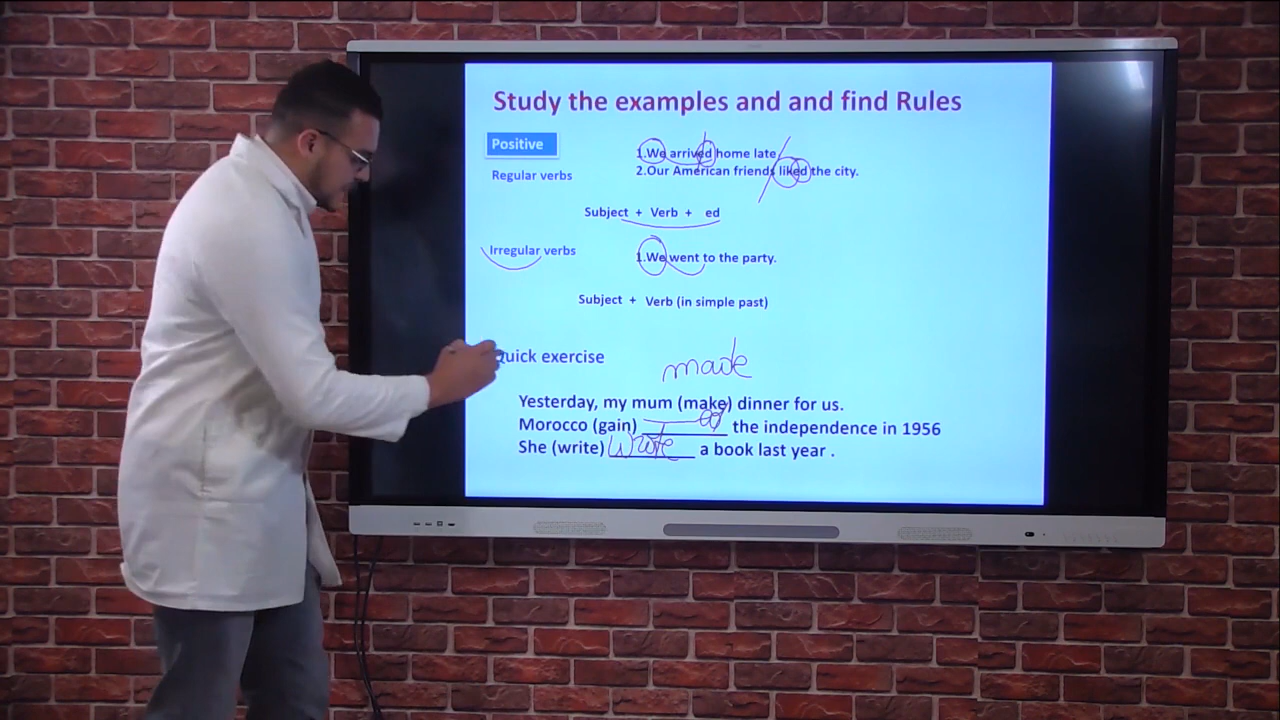 Study the examples and and find Rules
Positive
1.We arrived home late
Regular verbs
2.Our American friends liked the city.
Subject + Verb + ed
Irregular verbs
1.We went to the party.
Subject + Verb (in simple past)
Quick exercise
made
Yesterday, my mum (make) dinner for us.
Morocco (gain) ed the independence in 1956
She (write) wrote a book last year .